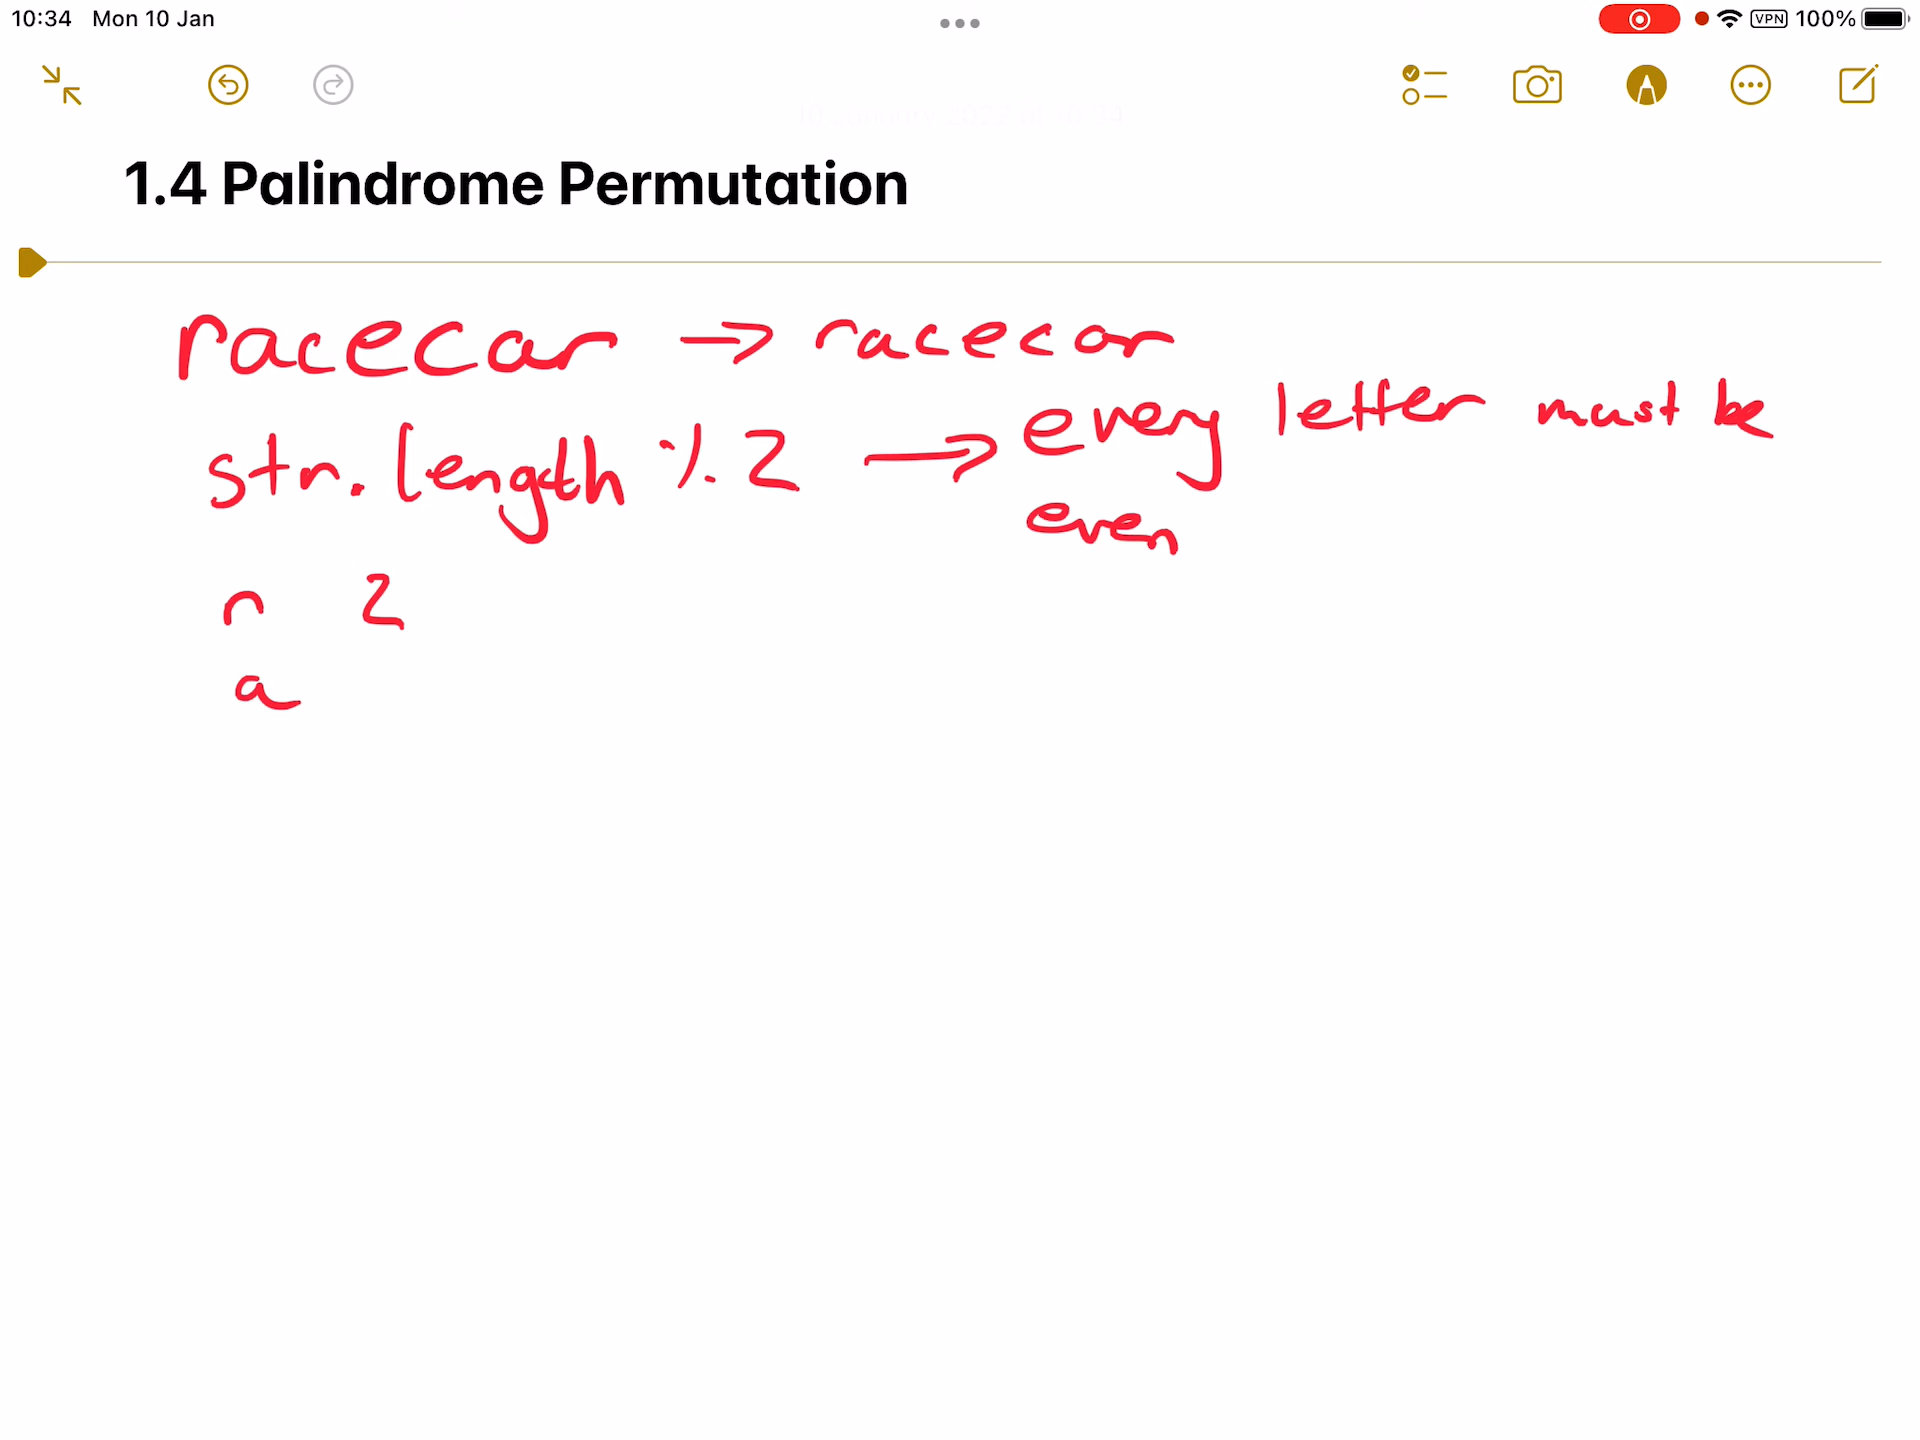 10:34 Mon 10 Jan
VPN 100%
1.4 Palindrome Permutation
racecar → racecar
str.length % 2 → every letter must be
even
r 2
a